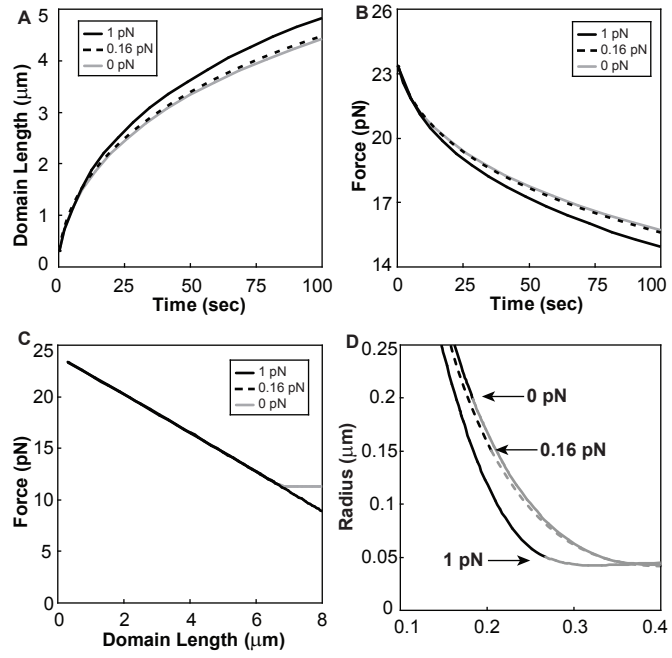 A
1 pN
0.16 pN
0 pN
Domain Length (μm)
5
4
3
2
1
0
0 25 50 75 100
Time (sec)
B
1 pN
0.16 pN
0 pN
Force (pN)
26
23
20
17
14
0 25 50 75 100
Time (sec)
C
1 pN
0.16 pN
0 pN
Force (pN)
25
20
15
10
5
0
0 2 4 6 8
Domain Length (μm)
D
0 pN
0.16 pN
1 pN
Radius (μm)
0.25
0.2
0.15
0.1
0.05
0
0.1 0.2 0.3 0.4